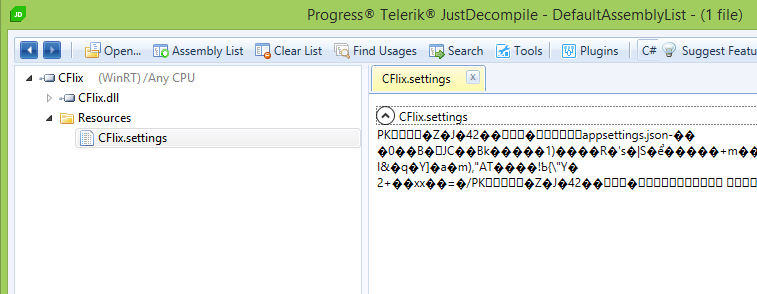 JD
Progress® Telerik® JustDecompile - DefaultAssemblyList - (1 file)
Open... Assembly List Clear List Find Usages Search Tools Plugins C# Suggest Featu
CFlix (WinRT) /Any CPU
CFlix.dll
Resources
CFlix.settings
CFlix.settings x
CFlix.settings
PK����Z�J�42��������appsettings.json-��
�0��B�JC��Bk�����1)����R�'s�|S�ẻ�����+m��
I&�q�Y]�a�m),"AT����!Ь{\"Y�
2+��xx��=�/PK�����Z�J�42��